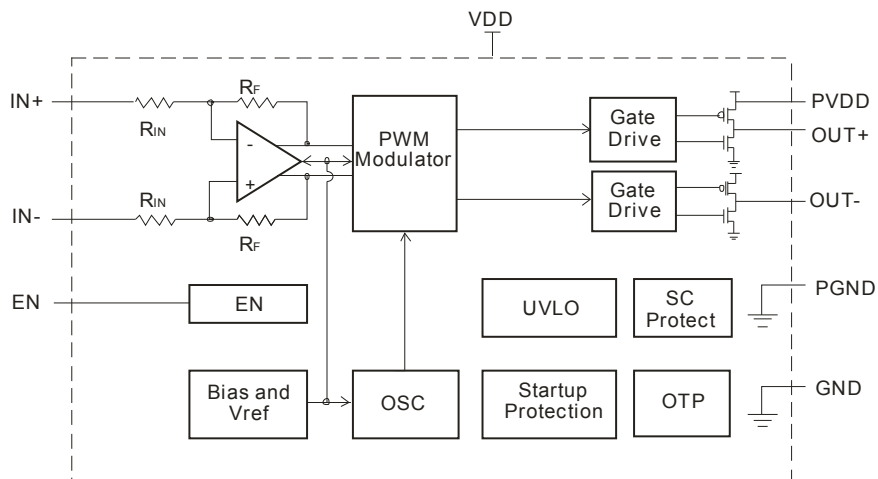 VDD
IN+
RIN
RF
-
+
PWM
Modulator
Gate
Drive
PVDD
OUT+
IN-
RIN
RF
Gate
Drive
OUT-
EN
EN
UVLO
SC
Protect
PGND
Bias and
Vref
OSC
Startup
Protection
OTP
GND